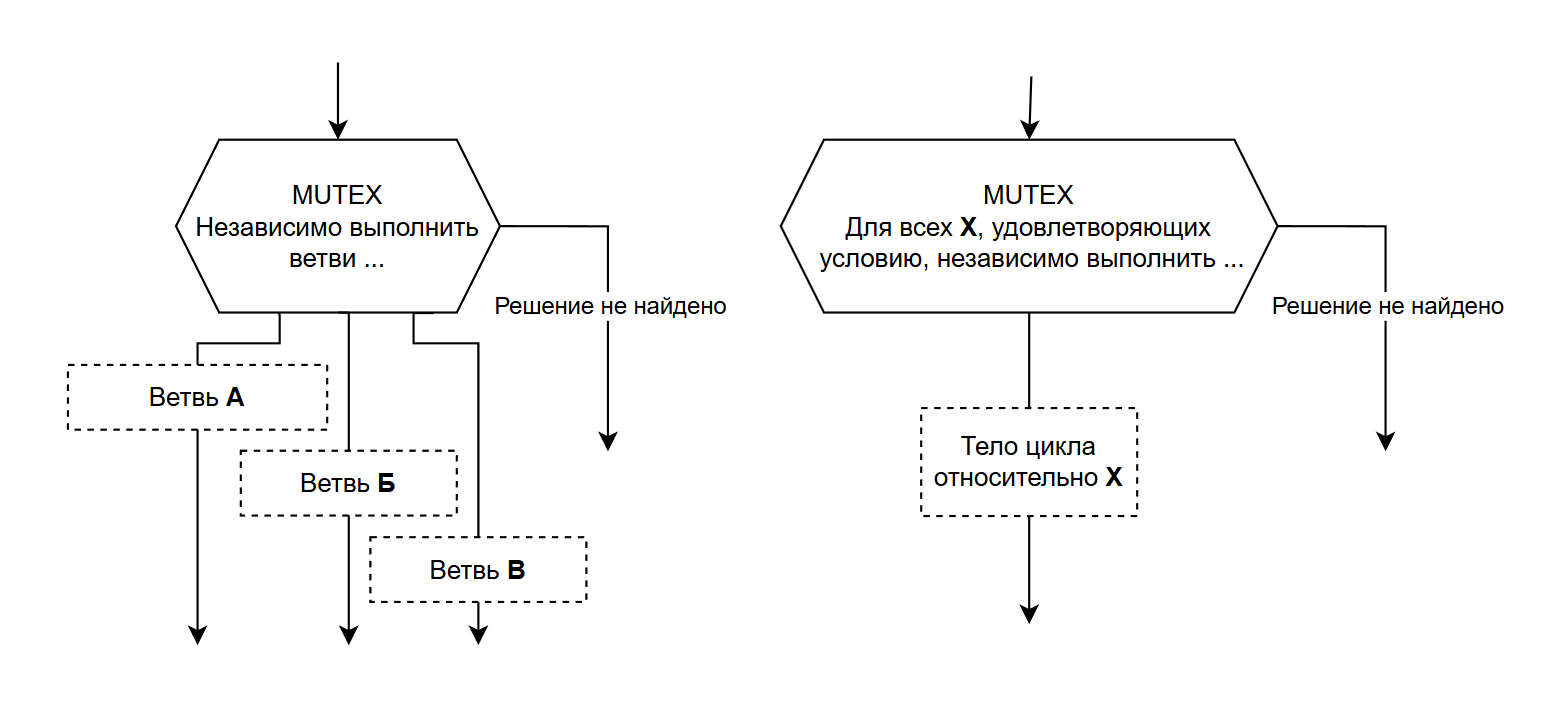 MUTEX
Независимо выполнить
ветви ...
Решение не найдено
Ветвь А
Ветвь Б
Ветвь В
MUTEX
Для всех X, удовлетворяющих
условию, независимо выполнить ...
Решение не найдено
Тело цикла
относительно X